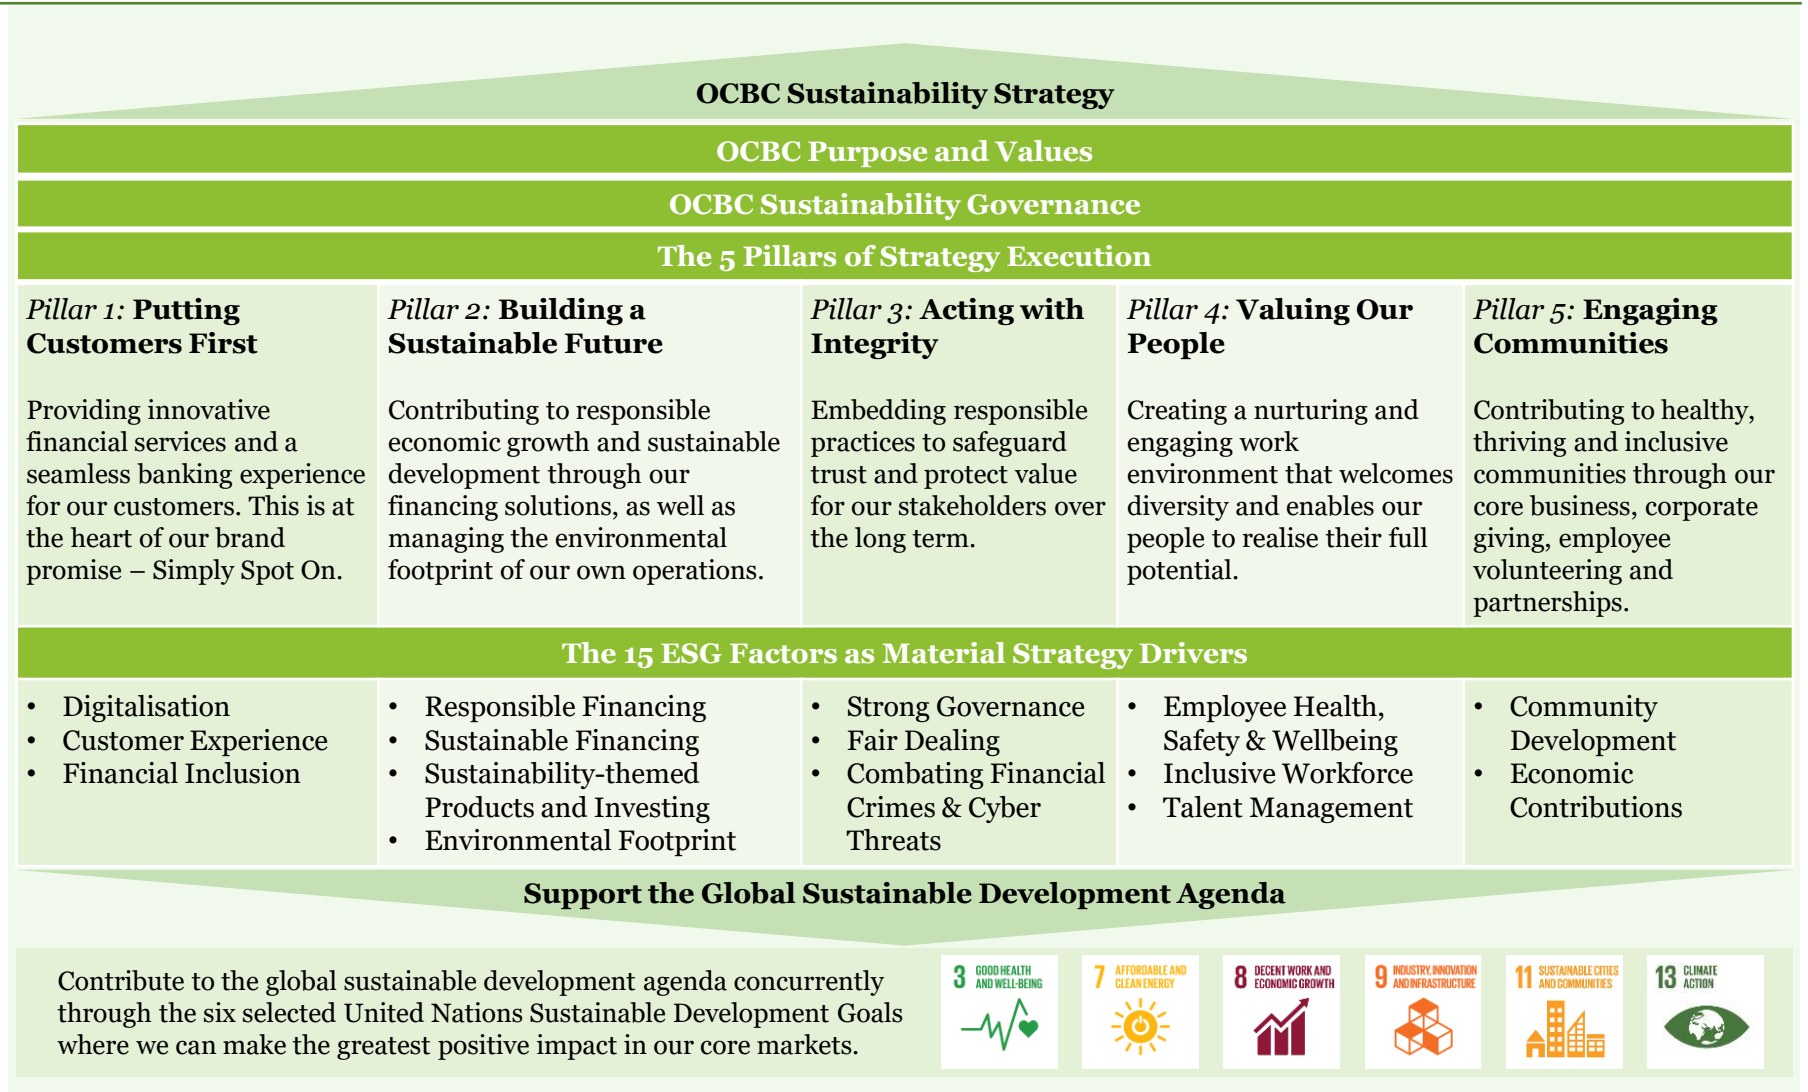 OCBC Sustainability Strategy
OCBC Purpose and Values
OCBC Sustainability Governance
The 5 Pillars of Strategy Execution
Pillar 1: Putting
Customers First
Providing innovative
financial services and a
seamless banking experience
for our customers. This is at
the heart of our brand
promise – Simply Spot On.
Pillar 2: Building a
Sustainable Future
Contributing to responsible
economic growth and sustainable
development through our
financing solutions, as well as
managing the environmental
footprint of our own operations.
Pillar 3: Acting with
Integrity
Embedding responsible
practices to safeguard
trust and protect value
for our stakeholders over
the long term.
Pillar 4: Valuing Our
People
Creating a nurturing and
engaging work
environment that welcomes
diversity and enables our
people to realise their full
potential.
Pillar 5: Engaging
Communities
Contributing to healthy,
thriving and inclusive
communities through our
core business, corporate
giving, employee
volunteering and
partnerships.
The 15 ESG Factors as Material Strategy Drivers
• Digitalisation
• Customer Experience
• Financial Inclusion
• Responsible Financing
• Sustainable Financing
• Sustainability-themed
Products and Investing
• Environmental Footprint
• Strong Governance
• Fair Dealing
• Combating Financial
Crimes & Cyber
Threats
• Employee Health,
Safety & Wellbeing
• Inclusive Workforce
• Talent Management
• Community
Development
• Economic
Contributions
Support the Global Sustainable Development Agenda
Contribute to the global sustainable development agenda concurrently
through the six selected United Nations Sustainable Development Goals
where we can make the greatest positive impact in our core markets.
3 GOOD HEALTH
AND WELL-BEING
7 AFFORDABLE AND
CLEAN ENERGY
8 DECENT WORK AND
ECONOMIC GROWTH
9 INDUSTRY, INNOVATION
AND INFRASTRUCTURE
11 SUSTAINABLE CITIES
AND COMMUNITIES
13 CLIMATE
ACTION